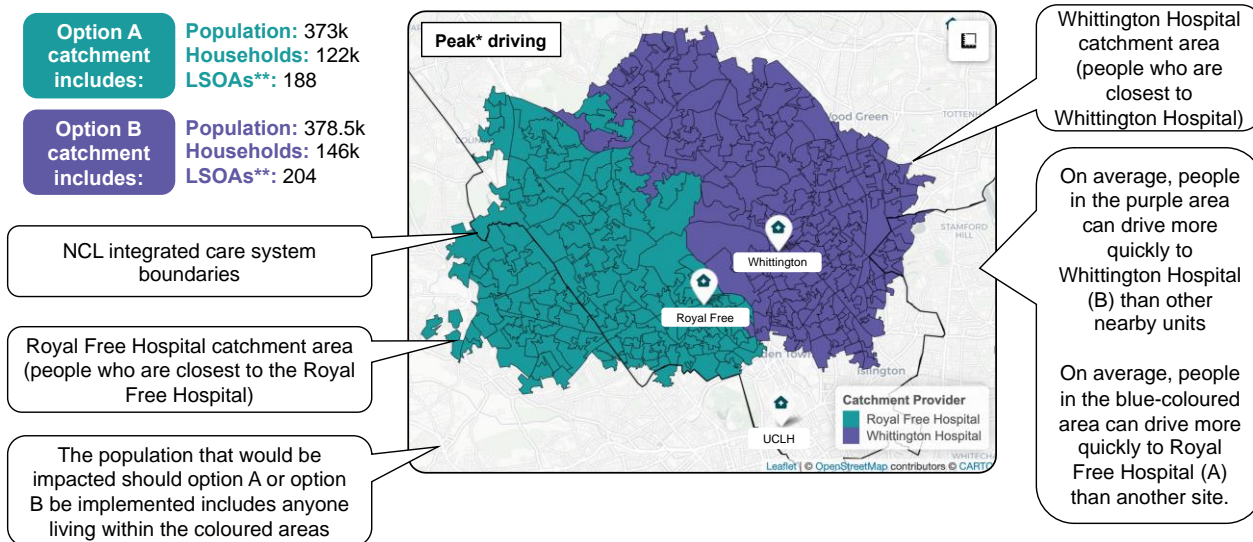 Option A
catchment
includes:
Population: 373k
Households: 122k
LSOAs**: 188
Option B
catchment
includes:
Population: 378.5k
Households: 146k
LSOAs**: 204
NCL integrated care system
boundaries
Royal Free Hospital catchment area
(people who are closest to the Royal
Free Hospital)
The population that would be
impacted should option A or option
B be implemented includes anyone
living within the coloured areas
Peak* driving
Wood Green
TOTTENH
STAMFORD
HILL
Whittington
Royal Free
den Town
Islington
UCLH
WHITECH
Catchment Provider
Royal Free Hospital
Whittington Hospital
Leaflet | © OpenStreetMap contributors © CARTO
Whittington Hospital
catchment area
(people who are
closest to
Whittington Hospital)
On average, people
in the purple area
can drive more
quickly to
Whittington Hospital
(B) than other
nearby units
On average, people
in the blue-coloured
area can drive more
quickly to Royal
Free Hospital (A)
than another site.